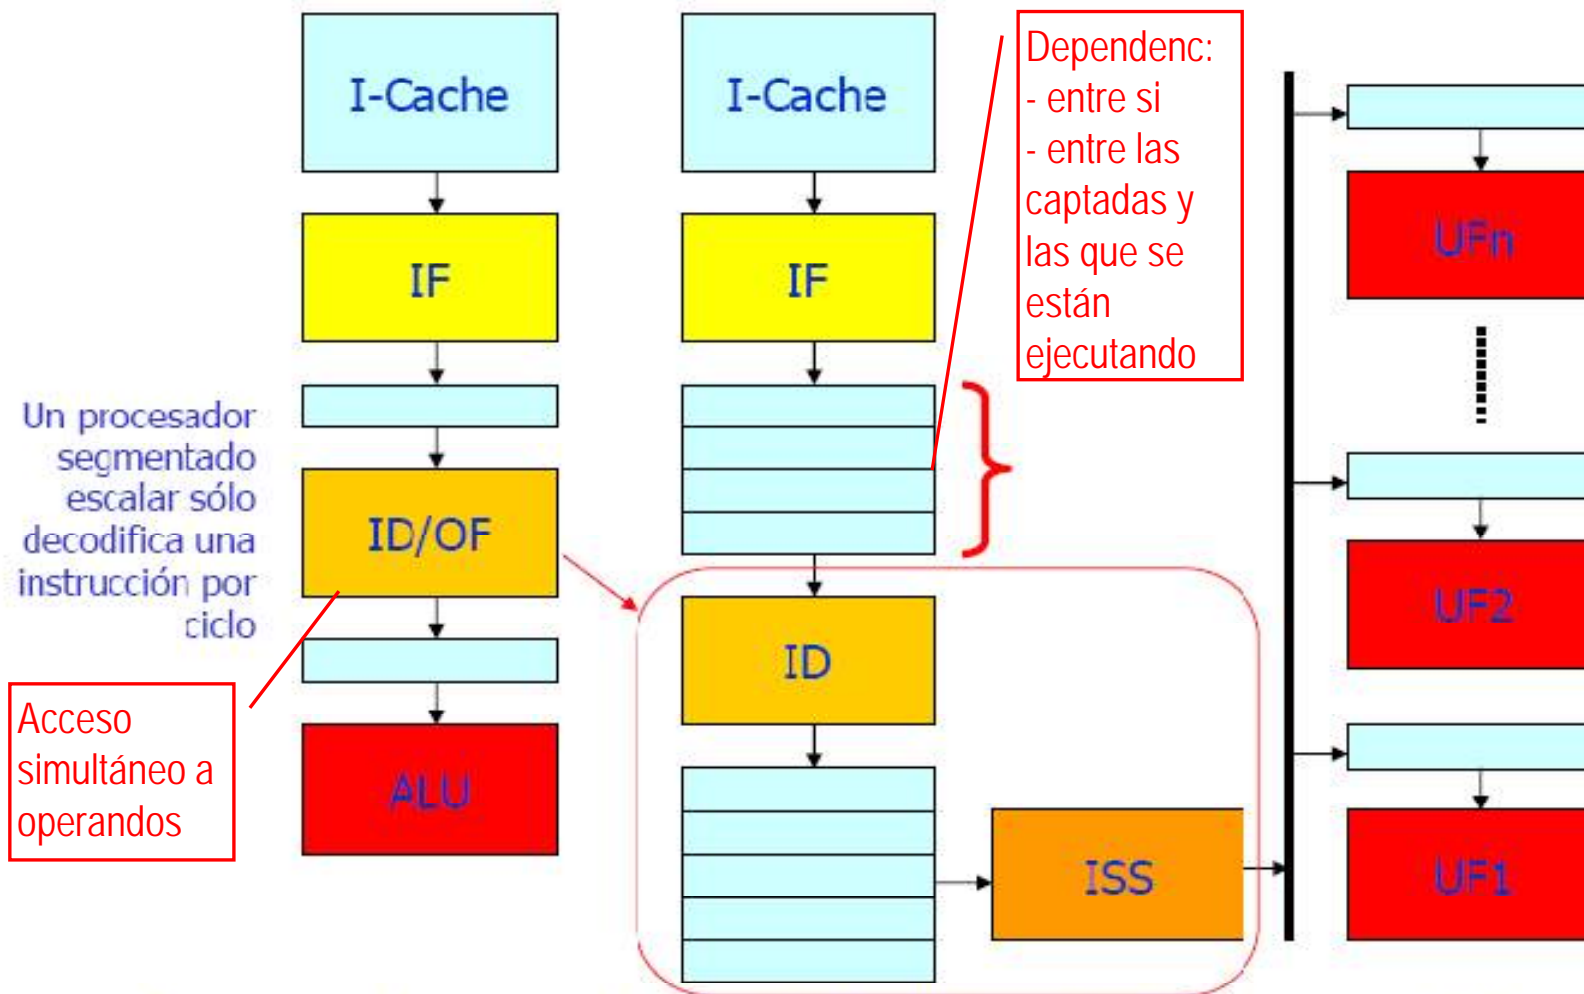 I-Cache
IF
Un procesador
segmentado
escalar sólo
decodifica una
instrucción por
ciclo
ID/OF
Acceso
simultáneo a
operandos
ALU
I-Cache
IF
Dependenc:
- entre si
- entre las
captadas y
las que se
están
ejecutando
ID
ISS
UFn
UF2
UF1